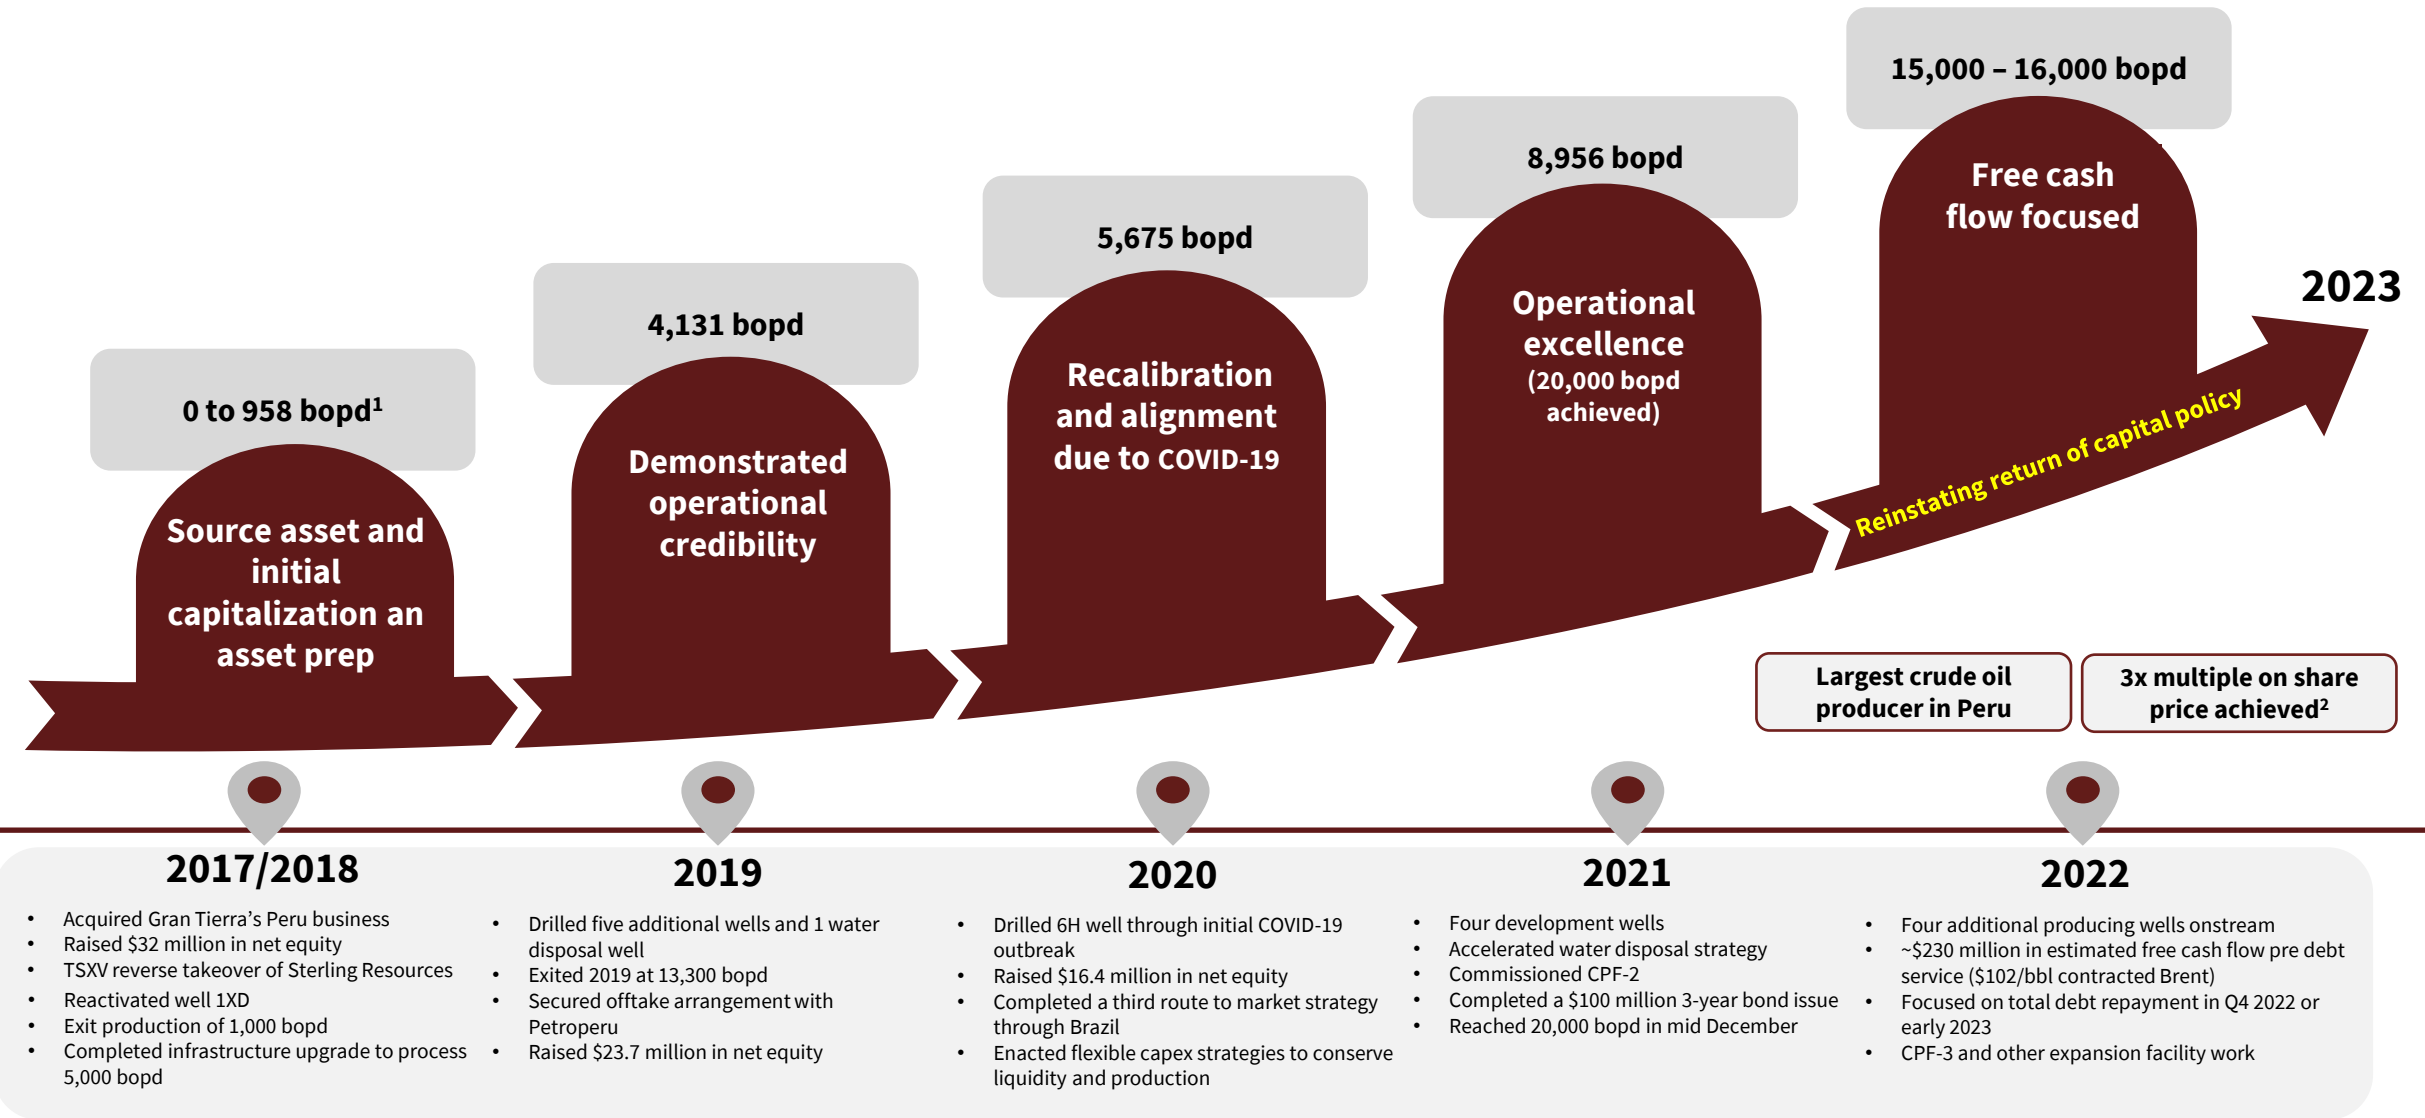 0 to 958 bopd¹
Source asset and
initial
capitalization an
asset prep
4,131 bopd
Demonstrated
operational
credibility
5,675 bopd
Recalibration
and alignment
due to COVID-19
8,956 bopd
Operational
excellence
(20,000 bopd
achieved)
15,000 – 16,000 bopd
Free cash
flow focused
2023
Reinstating return of capital policy
Largest crude oil
producer in Peru
3x multiple on share
price achieved²
2017/2018
• Acquired Gran Tierra’s Peru business
• Raised $32 million in net equity
• TSXV reverse takeover of Sterling Resources
• Reactivated well 1XD
• Exit production of 1,000 bopd
• Completed infrastructure upgrade to process
5,000 bopd
2019
• Drilled five additional wells and 1 water
disposal well
• Exited 2019 at 13,300 bopd
• Secured offtake arrangement with
Petroperu
• Raised $23.7 million in net equity
2020
• Drilled 6H well through initial COVID-19
outbreak
• Raised $16.4 million in net equity
• Completed a third route to market strategy
through Brazil
• Enacted flexible capex strategies to conserve
liquidity and production
2021
• Four development wells
• Accelerated water disposal strategy
• Commissioned CPF-2
• Completed a $100 million 3-year bond issue
• Reached 20,000 bopd in mid December
2022
• Four additional producing wells onstream
• ~$230 million in estimated free cash flow pre debt
service ($102/bbl contracted Brent)
• Focused on total debt repayment in Q4 2022 or
early 2023
• CPF-3 and other expansion facility work